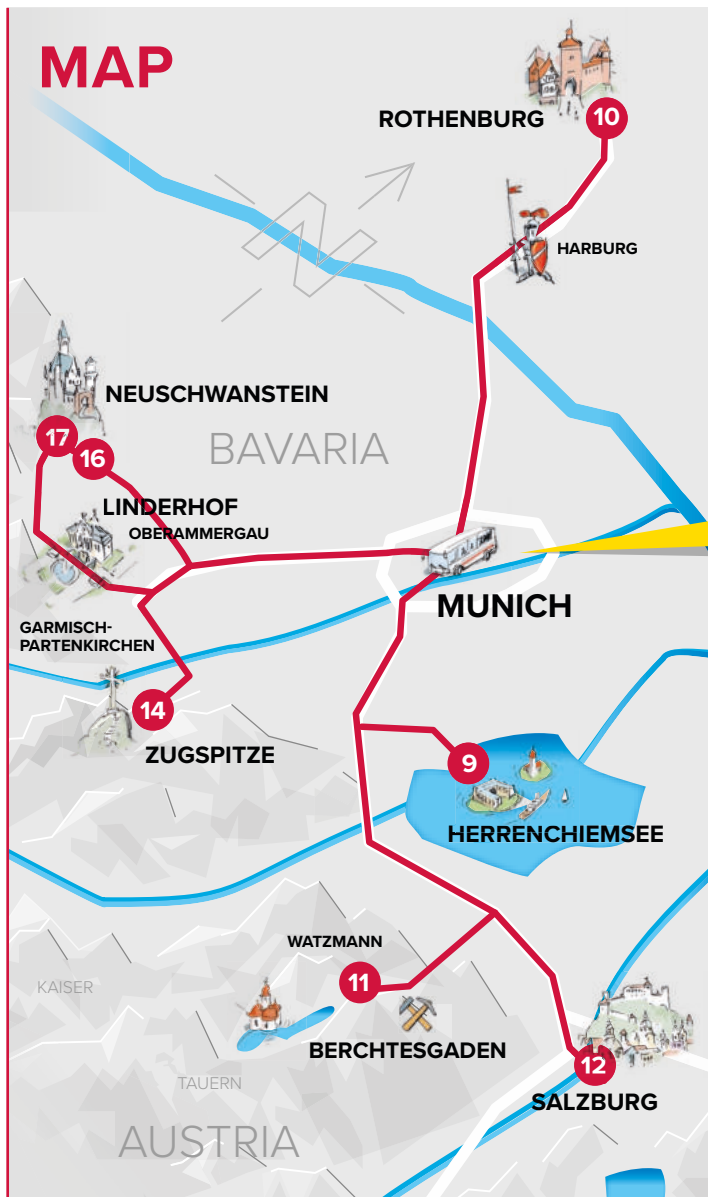 MAP
ROTHENBURG
10
HARBURG
N
NEUSCHWANSTEIN
17
16
BAVARIA
LINDERHOF
OBERAMMERGAU
MUNICH
GARMISCH-
PARTENKIRCHEN
14
ZUGSPITZE
9
HERRENCHIEMSEE
WATZMANN
11
KAISER
BERCHTESGADEN
12
TAUERN
SALZBURG
AUSTRIA